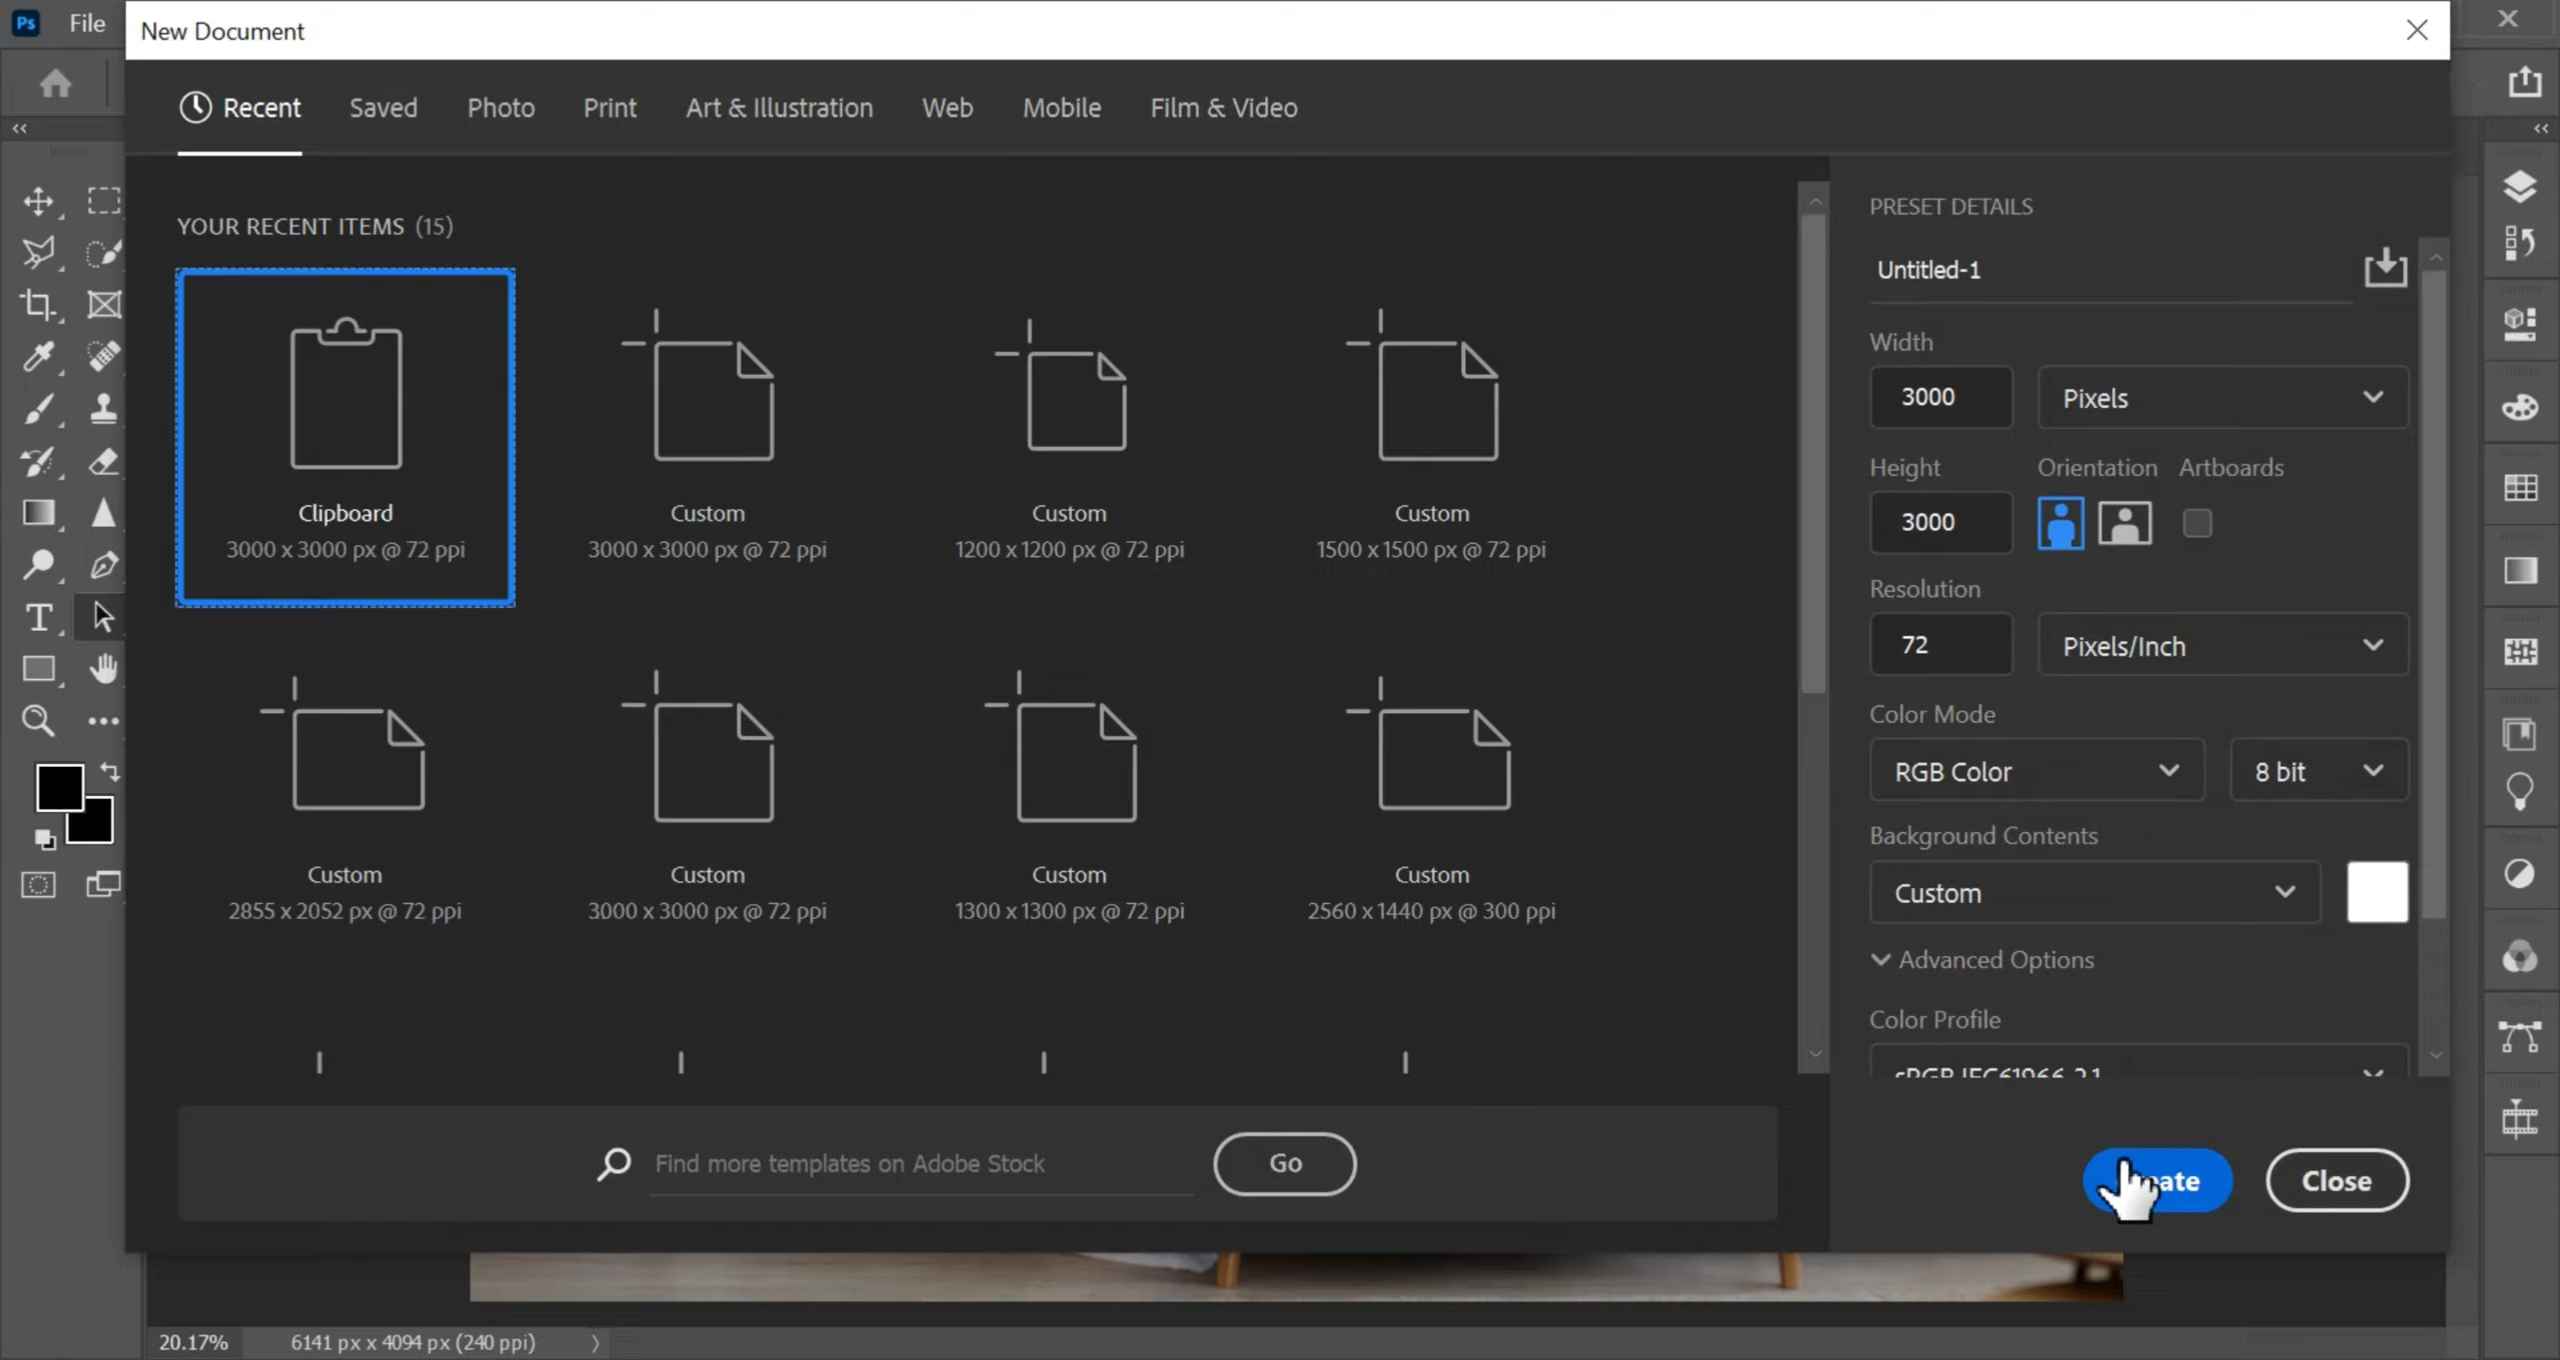 Ps File
New Document
Recent Saved Photo Print Art & Illustration Web Mobile Film & Video
YOUR RECENT ITEMS (15)
Clipboard
3000 x 3000 px @ 72 ppi
Custom
3000 x 3000 px @ 72 ppi
Custom
1200 x 1200 px @ 72 ppi
Custom
1500 x 1500 px @ 72 ppi
Custom
2855 x 2052 px @ 72 ppi
Custom
3000 x 3000 px @ 72 ppi
Custom
1300 x 1300 px @ 72 ppi
Custom
2560 x 1440 px @ 300 ppi
Find more templates on Adobe Stock
Go
PRESET DETAILS
Untitled-1
Width
3000 Pixels
Height Orientation Artboards
3000
Resolution
72 Pixels/Inch
Color Mode
RGB Color 8 bit
Background Contents
Custom
Advanced Options
Color Profile
sRGB IEC61966-2.1
Close
20.17% 6141 px x 4094 px (240 ppi)